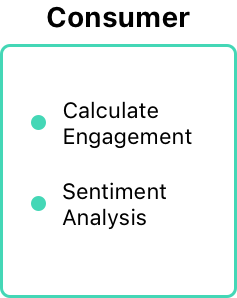 Consumer
Calculate
Engagement
Sentiment
Analysis